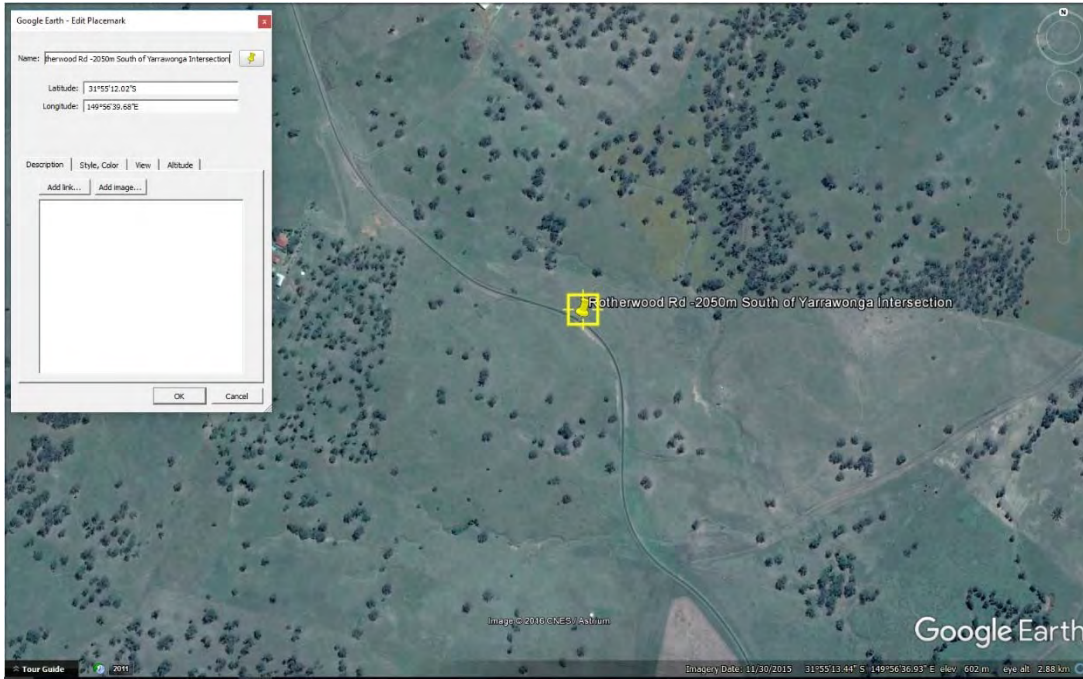 Google Earth - Edit Placemark
x
Name: therwood Rd -2050m South of Yarrawonga Intersection
Latitude: 31°55'12.02"S
Longitude: 149°56'39.68"E
Description Style, Color View Altitude
Add link... Add image...
OK Cancel
N
Rotherwood Rd -2050m South of Yarrawonga Intersection
Image © 2016 CNES / Astrium
Google Earth
Tour Guide 2011 Imagery Date: 11/30/2015 31°55'13.44" S 149°56'36.93" E elev 602 m eye alt 2.88 km